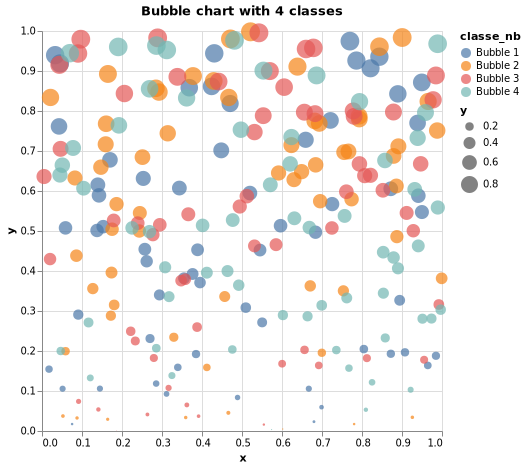 Bubble chart with 4 classes
1.0
0.9
0.8
0.7
0.6
0.5
0.4
0.3
0.2
0.1
0.0
y
0.0 0.1 0.2 0.3 0.4 0.5 0.6 0.7 0.8 0.9 1.0
x
classe_nb
Bubble 1
Bubble 2
Bubble 3
Bubble 4
y
0.2
0.4
0.6
0.8